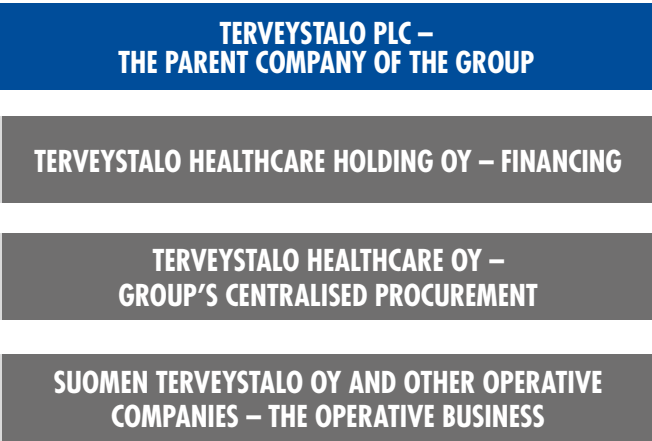 TERVEYSTALO PLC –
THE PARENT COMPANY OF THE GROUP
TERVEYSTALO HEALTHCARE HOLDING OY – FINANCING
TERVEYSTALO HEALTHCARE OY –
GROUP'S CENTRALISED PROCUREMENT
SUOMEN TERVEYSTALO OY AND OTHER OPERATIVE
COMPANIES – THE OPERATIVE BUSINESS